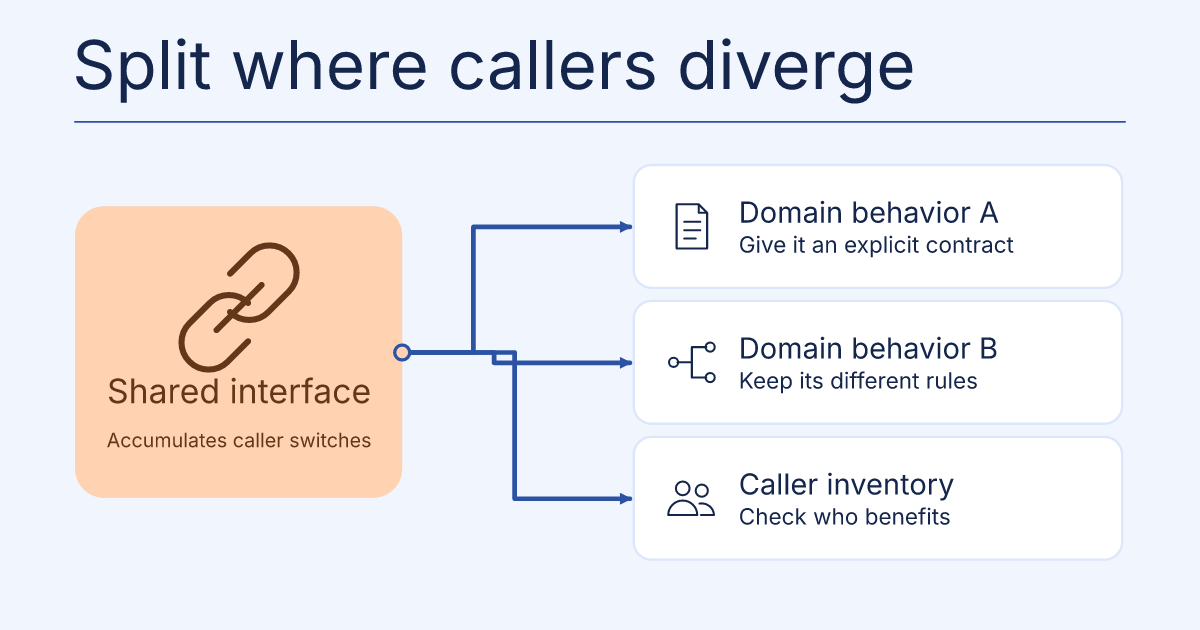 Split where callers diverge
Shared interface
Accumulates caller switches
Domain behavior A
Give it an explicit contract
Domain behavior B
Keep its different rules
Caller inventory
Check who benefits